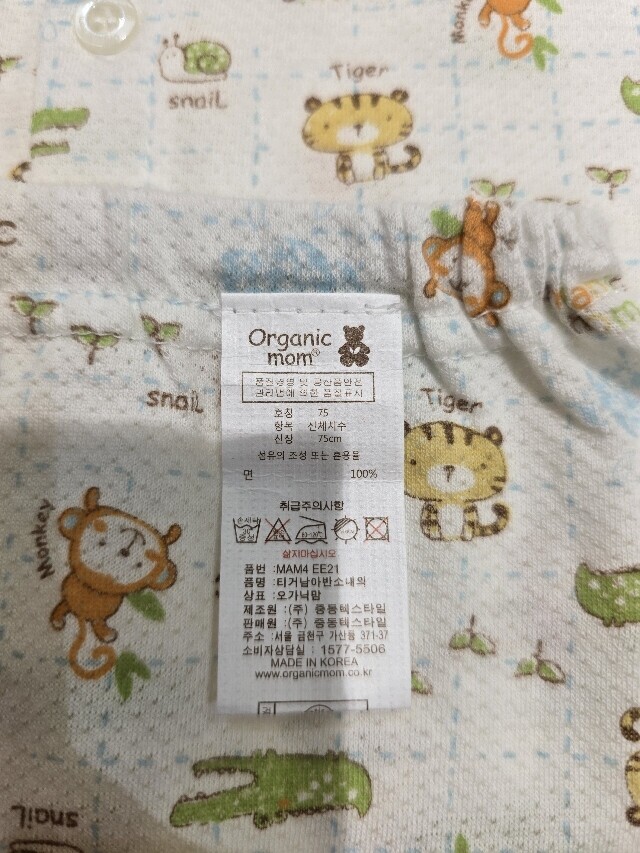 Monkey
Tiger
snail
Organic
mom®
품질경영 및 공산품안전
관리법에 의한 품질표시
호칭 75
항목 신체치수
신장 75cm
섬유의 조성 또는 혼용율
면 100%
취급주의사항
삶지마십시오
품번 : MAM4 EE21
품명 : 티거남아반소내의
상표 : 오가닉맘
제조원 : (주) 중동텍스타일
판매원 : (주) 중동텍스타일
주소 : 서울 금천구 가산동 371-37
소비자상담실 : 1577-5506
MADE IN KOREA
www.organicmom.co.kr
snail
Tiger
Monkey
snail